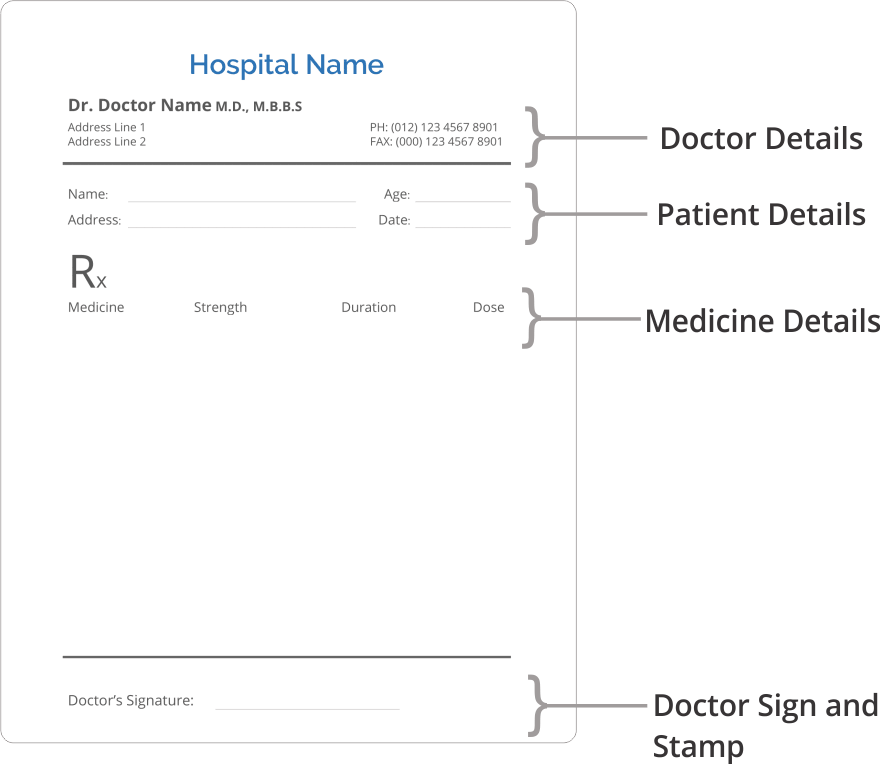 Hospital Name
Dr. Doctor Name M.D., M.B.B.S
Address Line 1 PH: (012) 123 4567 8901
Address Line 2 FAX: (000) 123 4567 8901
Doctor Details
Name: Age:
Address: Date:
Patient Details
Rx
Medicine Strength Duration Dose
Medicine Details
Doctor's Signature:
Doctor Sign and
Stamp